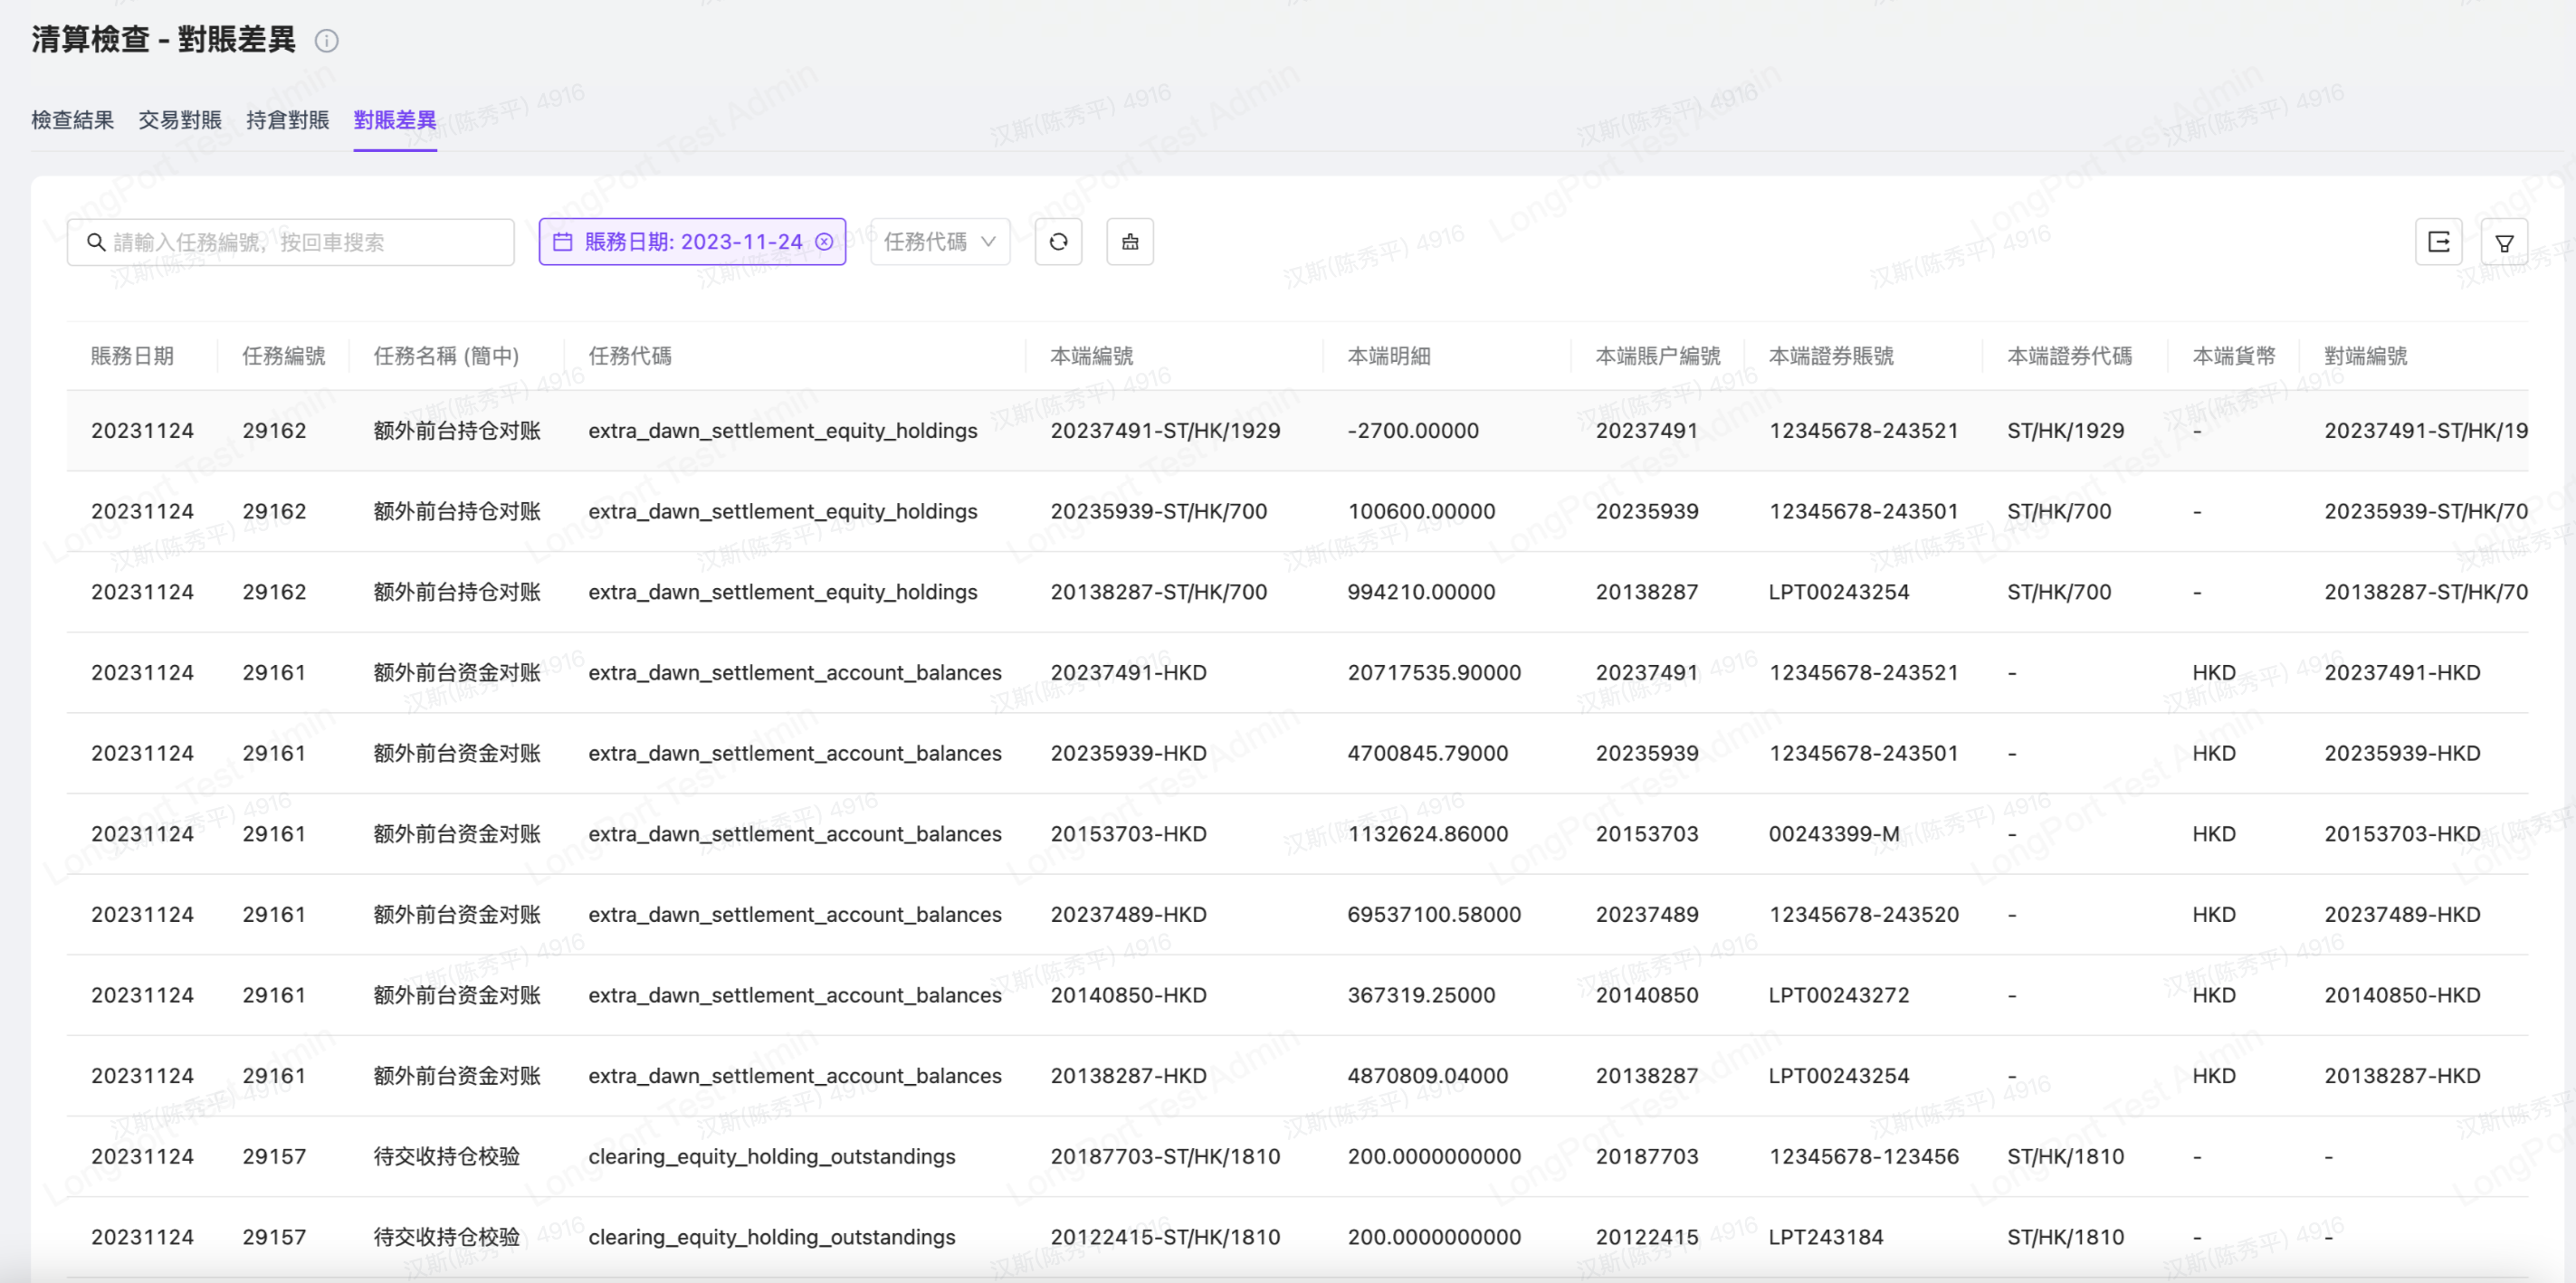 清算檢查 - 對賬差異
檢查結果 交易對賬 持倉對賬 對賬差異
請輸入任務編號，按回車搜索 賬務日期: 2023-11-24 任務代碼
賬務日期 任務編號 任務名稱 (簡中) 任務代碼 本端編號 本端明細 本端賬户編號 本端證券賬號 本端證券代碼 本端貨幣 對端編號
20231124 29162 额外前台持仓对账 extra_dawn_settlement_equity_holdings 20237491-ST/HK/1929 -2700.00000 20237491 12345678-243521 ST/HK/1929 - 20237491-ST/HK/19
20231124 29162 额外前台持仓对账 extra_dawn_settlement_equity_holdings 20235939-ST/HK/700 100600.00000 20235939 12345678-243501 ST/HK/700 - 20235939-ST/HK/70
20231124 29162 额外前台持仓对账 extra_dawn_settlement_equity_holdings 20138287-ST/HK/700 994210.00000 20138287 LPT00243254 ST/HK/700 - 20138287-ST/HK/70
20231124 29161 额外前台资金对账 extra_dawn_settlement_account_balances 20237491-HKD 20717535.90000 20237491 12345678-243521 - HKD 20237491-HKD
20231124 29161 额外前台资金对账 extra_dawn_settlement_account_balances 20235939-HKD 4700845.79000 20235939 12345678-243501 - HKD 20235939-HKD
20231124 29161 额外前台资金对账 extra_dawn_settlement_account_balances 20153703-HKD 1132624.86000 20153703 00243399-M - HKD 20153703-HKD
20231124 29161 额外前台资金对账 extra_dawn_settlement_account_balances 20237489-HKD 69537100.58000 20237489 12345678-243520 - HKD 20237489-HKD
20231124 29161 额外前台资金对账 extra_dawn_settlement_account_balances 20140850-HKD 367319.25000 20140850 LPT00243272 - HKD 20140850-HKD
20231124 29161 额外前台资金对账 extra_dawn_settlement_account_balances 20138287-HKD 4870809.04000 20138287 LPT00243254 - HKD 20138287-HKD
20231124 29157 待交收持仓校验 clearing_equity_holding_outstandings 20187703-ST/HK/1810 200.0000000000 20187703 12345678-123456 ST/HK/1810 - -
20231124 29157 待交收持仓校验 clearing_equity_holding_outstandings 20122415-ST/HK/1810 200.0000000000 20122415 LPT243184 ST/HK/1810 - -
LongPort Test Admin
汉斯(陈秀平) 4916